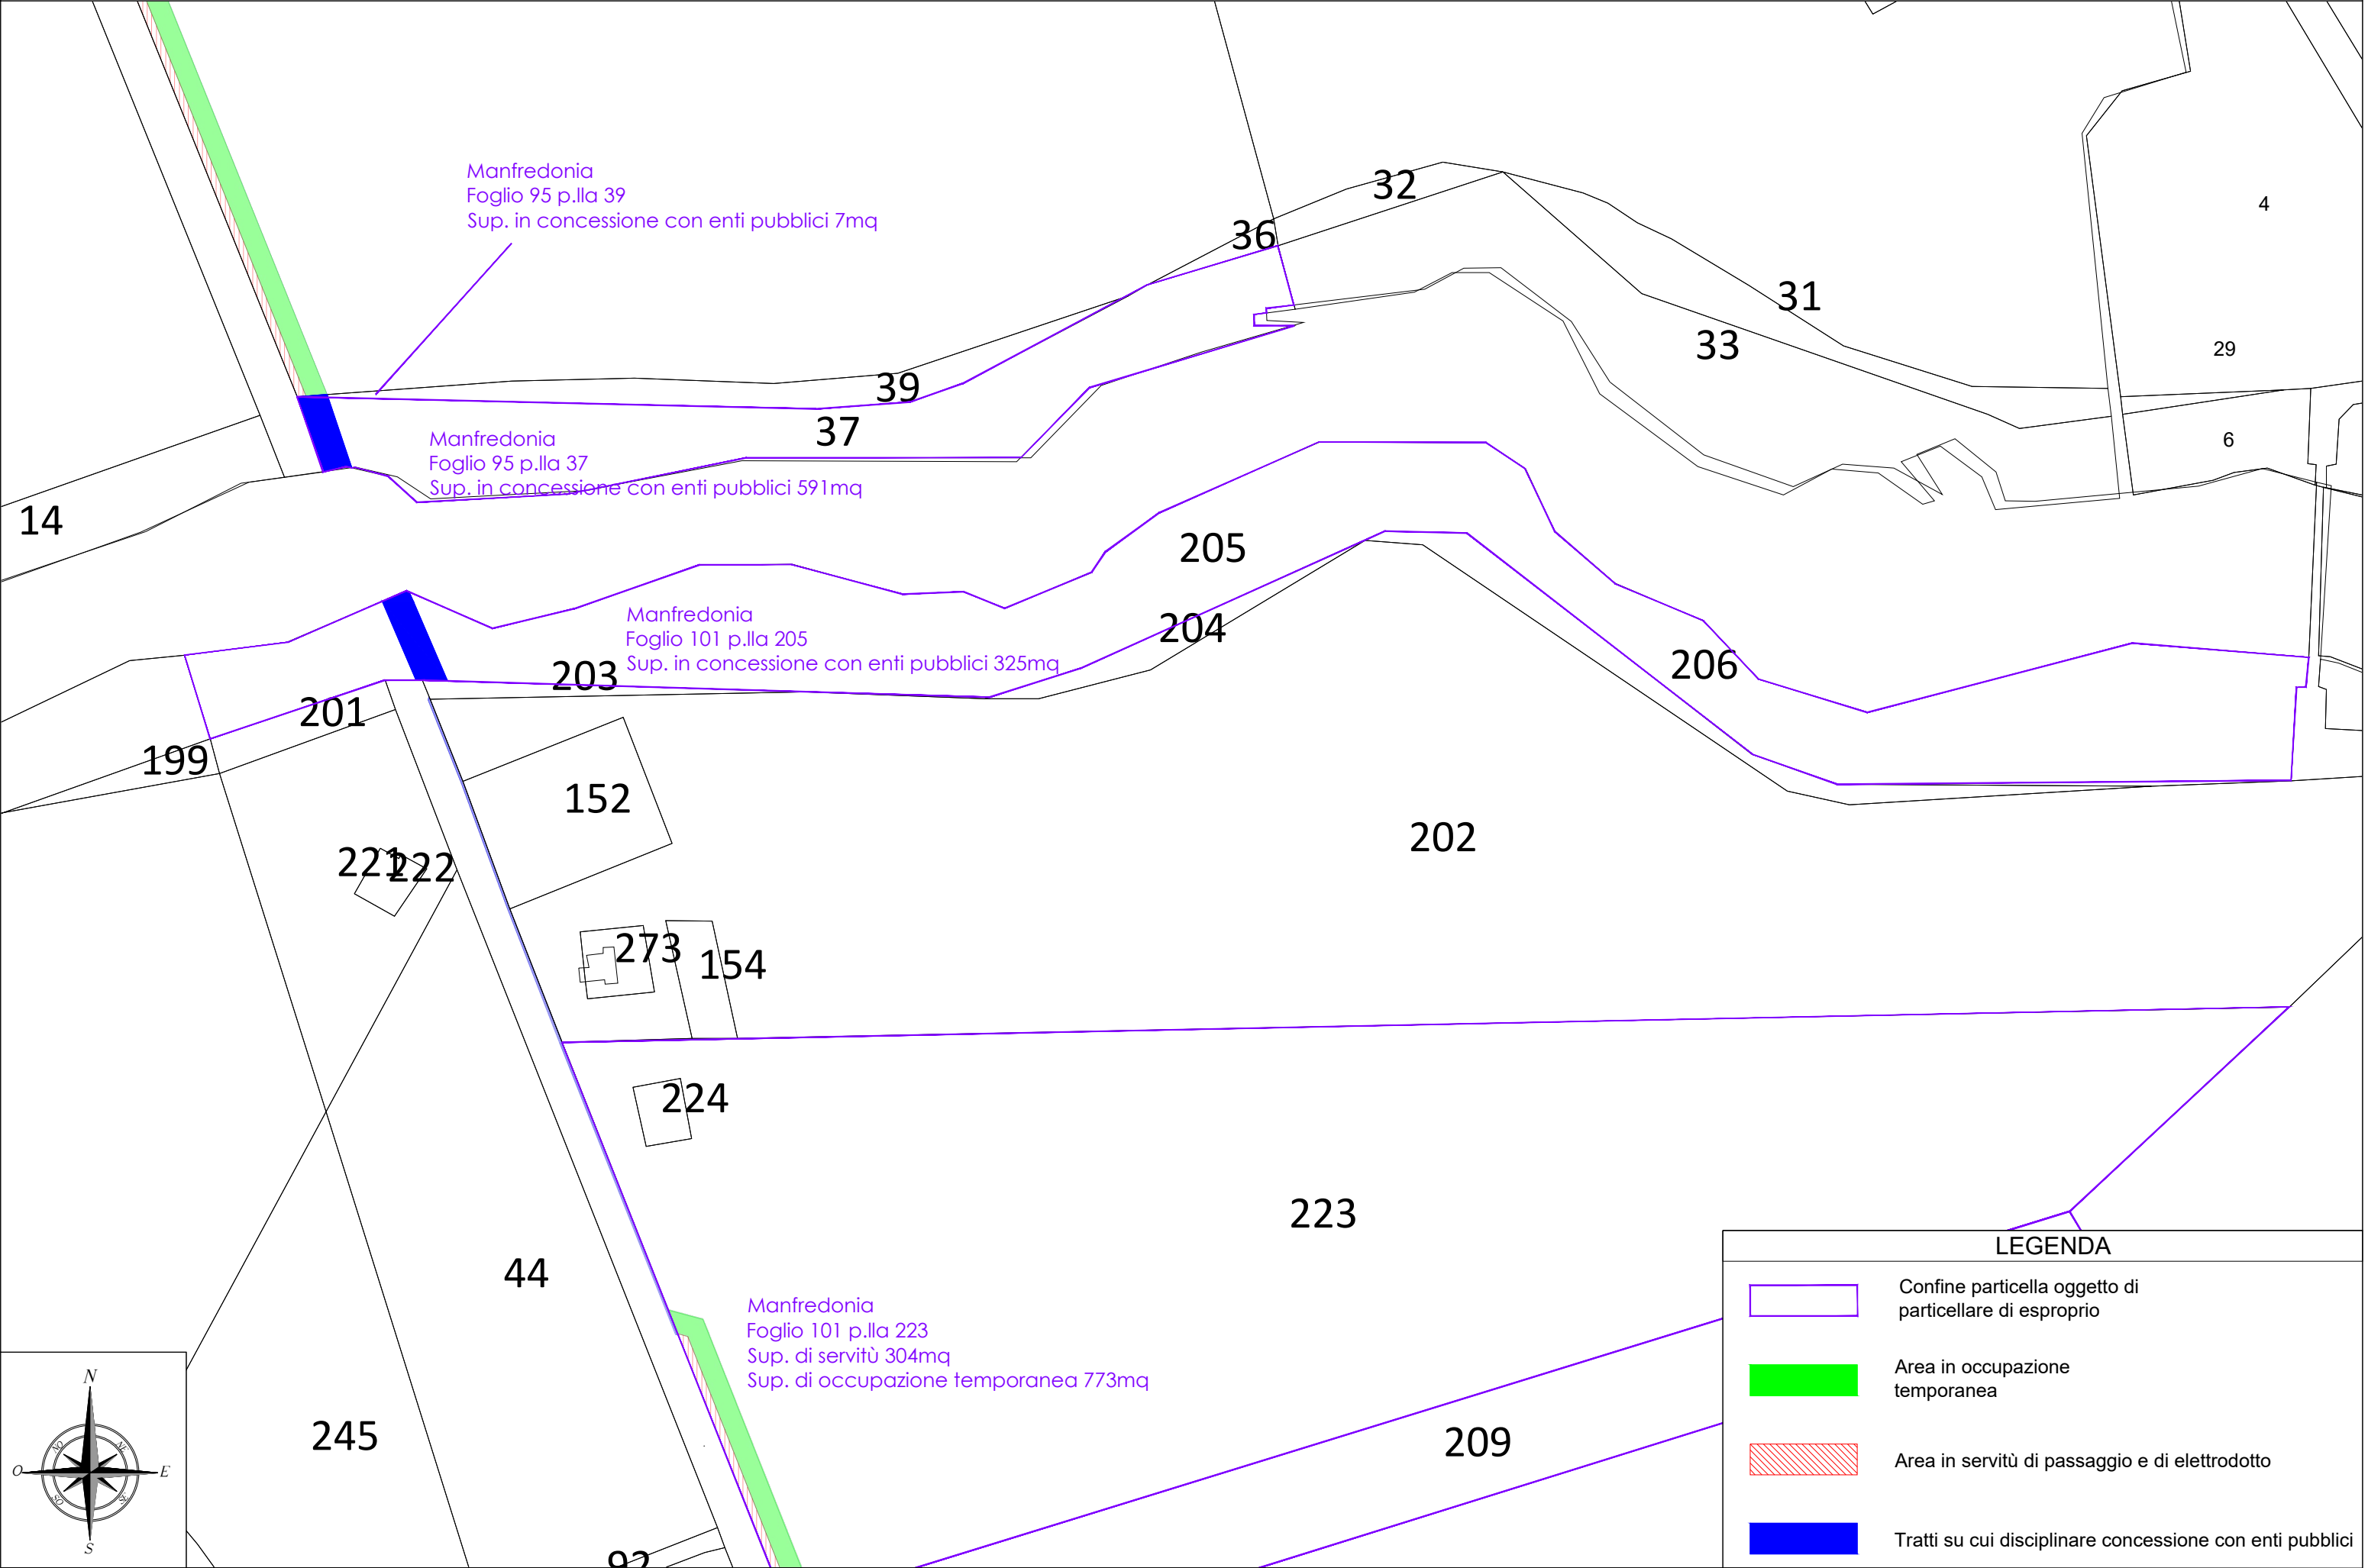 Manfredonia
Foglio 95 p.lla 39
Sup. in concessione con enti pubblici 7mq
32
36
4
31
33
29
39
37
6
Manfredonia
Foglio 95 p.lla 37
Sup. in concessione con enti pubblici 591mq
14
205
204
Manfredonia
Foglio 101 p.lla 205
Sup. in concessione con enti pubblici 325mq
203
206
201
199
152
202
221
222
273
154
224
223
44
Manfredonia
Foglio 101 p.lla 223
Sup. di servitù 304mq
Sup. di occupazione temporanea 773mq
245
209
92
N
NO
NE
O
E
SO
SE
S
LEGENDA
Confine particella oggetto di
particellare di esproprio
Area in occupazione
temporanea
Area in servitù di passaggio e di elettrodotto
Tratti su cui disciplinare concessione con enti pubblici